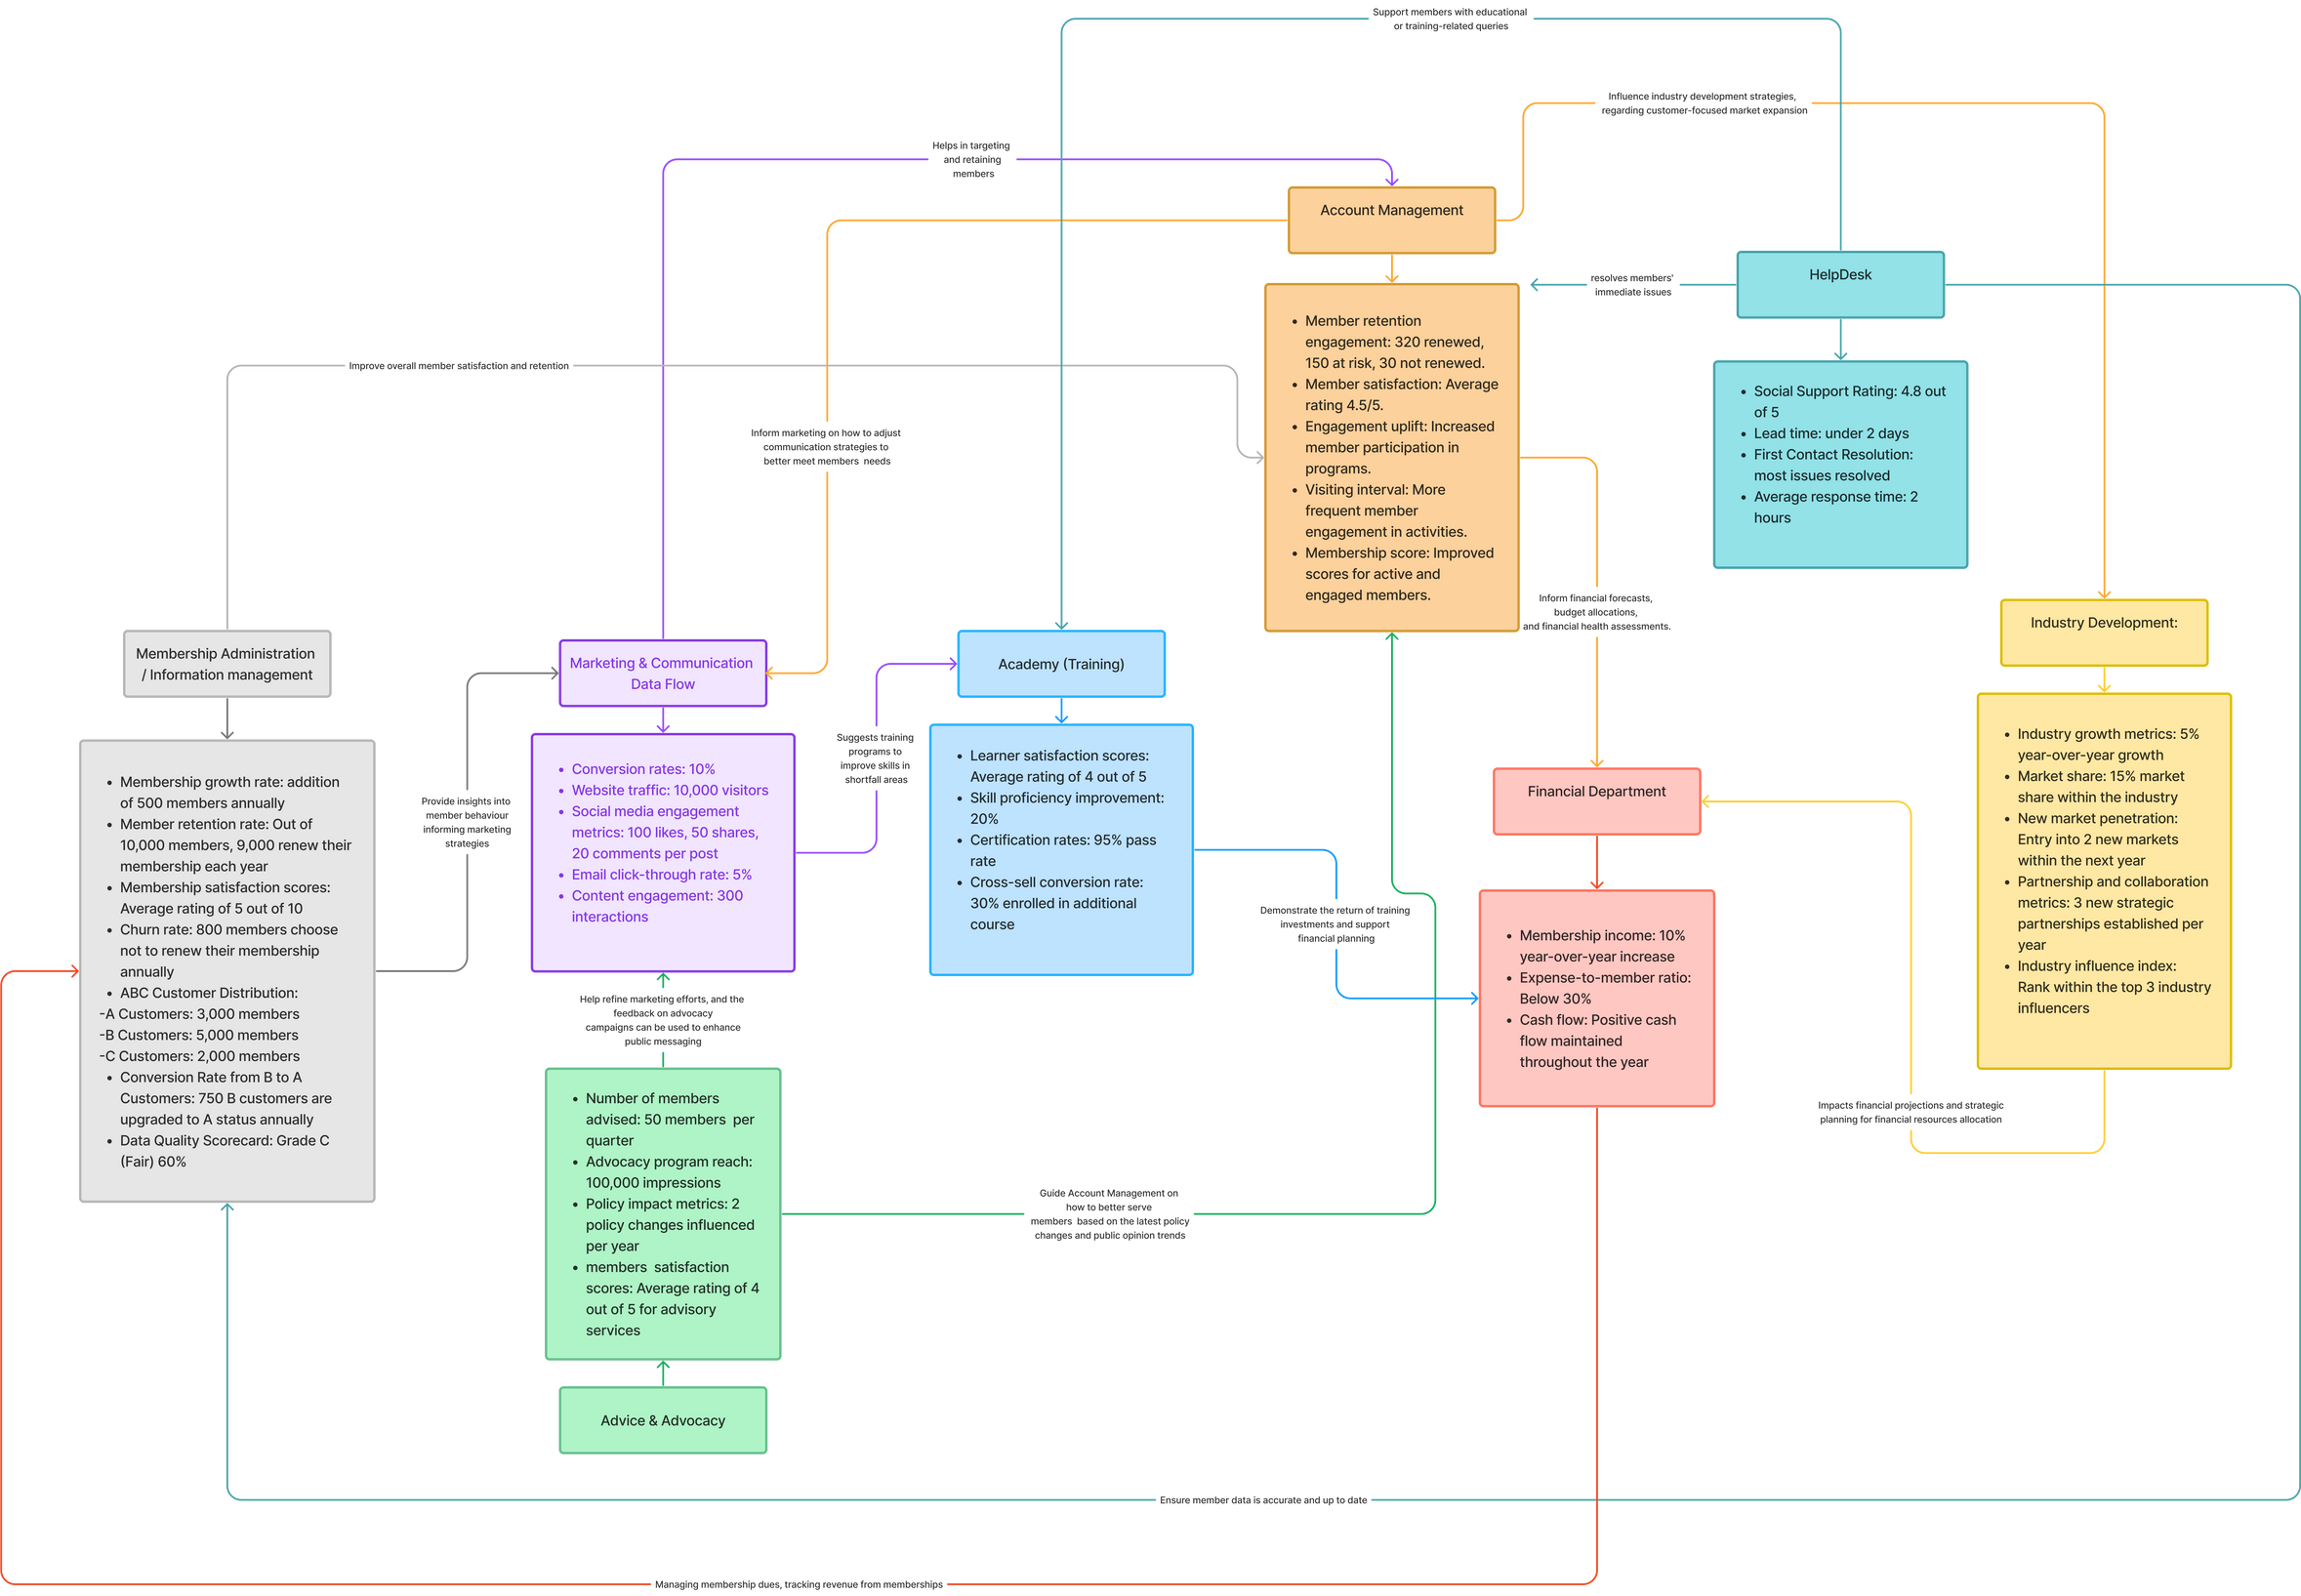 Support members with educational
or training-related queries
Influence industry development strategies,
regarding customer-focused market expansion
Helps in targeting
and retaining
members
Account Management
HelpDesk
resolves members'
immediate issues
• Member retention
engagement: 320 renewed,
150 at risk, 30 not renewed.
• Member satisfaction: Average
rating 4.5/5.
• Engagement uplift: Increased
member participation in
programs.
• Visiting interval: More
frequent member
engagement in activities.
• Membership score: Improved
scores for active and
engaged members.
Improve overall member satisfaction and retention
• Social Support Rating: 4.8 out
of 5
• Lead time: under 2 days
• First Contact Resolution:
most issues resolved
• Average response time: 2
hours
Inform marketing on how to adjust
communication strategies to
better meet members  needs
Inform financial forecasts,
budget allocations,
and financial health assessments.
Industry Development:
Membership Administration
/ Information management
Marketing & Communication
Data Flow
Academy (Training)
• Membership growth rate: addition
of 500 members annually
• Member retention rate: Out of
10,000 members, 9,000 renew their
membership each year
• Membership satisfaction scores:
Average rating of 5 out of 10
• Churn rate: 800 members choose
not to renew their membership
annually
• ABC Customer Distribution:
-A Customers: 3,000 members
-B Customers: 5,000 members
-C Customers: 2,000 members
• Conversion Rate from B to A
Customers: 750 B customers are
upgraded to A status annually
• Data Quality Scorecard: Grade C
(Fair) 60%
Provide insights into
member behaviour
informing marketing
strategies
• Conversion rates: 10%
• Website traffic: 10,000 visitors
• Social media engagement
metrics: 100 likes, 50 shares,
20 comments per post
• Email click-through rate: 5%
• Content engagement: 300
interactions
Suggests training
programs to
improve skills in
shortfall areas
• Learner satisfaction scores:
Average rating of 4 out of 5
• Skill proficiency improvement:
20%
• Certification rates: 95% pass
rate
• Cross-sell conversion rate:
30% enrolled in additional
course
Financial Department
• Industry growth metrics: 5%
year-over-year growth
• Market share: 15% market
share within the industry
• New market penetration:
Entry into 2 new markets
within the next year
• Partnership and collaboration
metrics: 3 new strategic
partnerships established per
year
• Industry influence index:
Rank within the top 3 industry
influencers
Demonstrate the return of training
investments and support
financial planning
• Membership income: 10%
year-over-year increase
• Expense-to-member ratio:
Below 30%
• Cash flow: Positive cash
flow maintained
throughout the year
Help refine marketing efforts, and the
feedback on advocacy
campaigns can be used to enhance
public messaging
Impacts financial projections and strategic
planning for financial resources allocation
• Number of members
advised: 50 members  per
quarter
• Advocacy program reach:
100,000 impressions
• Policy impact metrics: 2
policy changes influenced
per year
• members  satisfaction
scores: Average rating of 4
out of 5 for advisory
services
Guide Account Management on
how to better serve
members  based on the latest policy
changes and public opinion trends
Advice & Advocacy
Ensure member data is accurate and up to date
Managing membership dues, tracking revenue from memberships